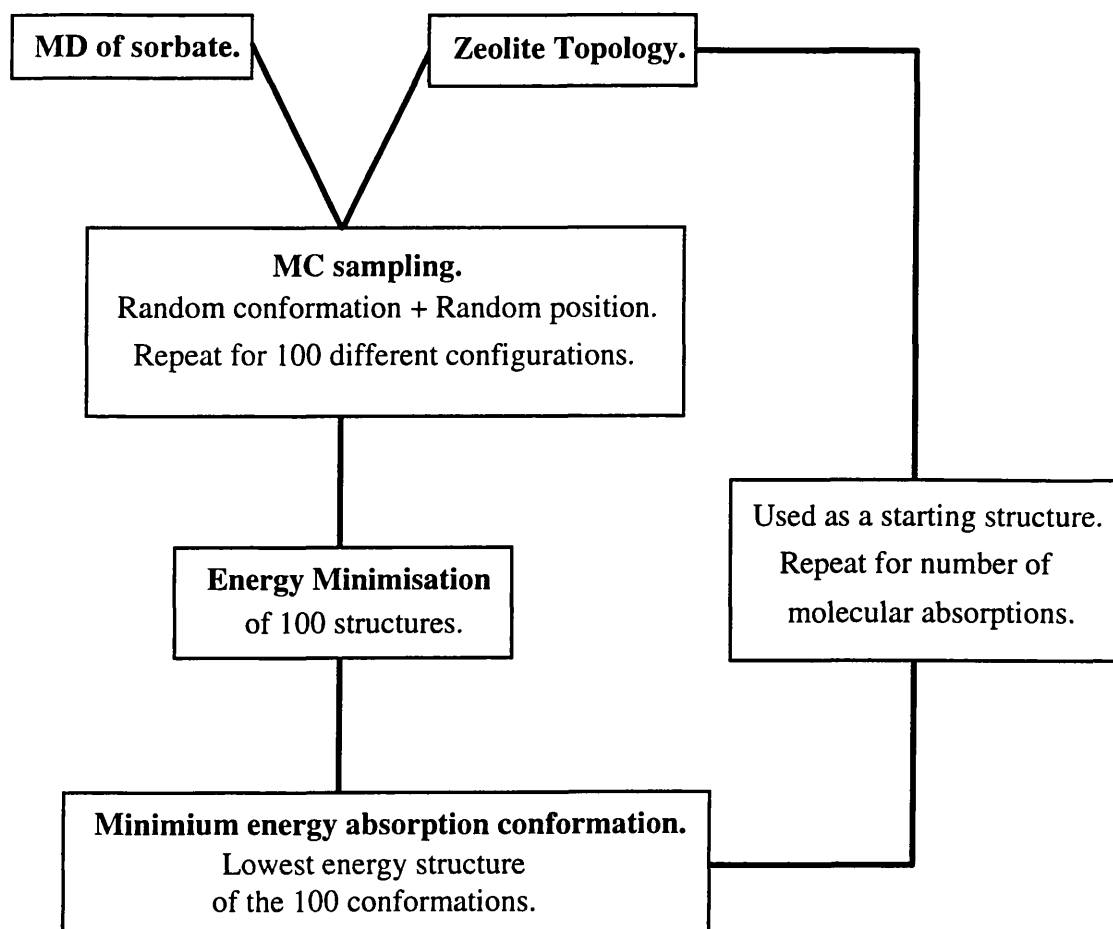 MD of sorbate.
Zeolite Topology.
MC sampling.
Random conformation + Random position.
Repeat for 100 different configurations.
Used as a starting structure.
Repeat for number of
molecular absorptions.
Energy Minimisation
of 100 structures.
Minimium energy absorption conformation.
Lowest energy structure
of the 100 conformations.